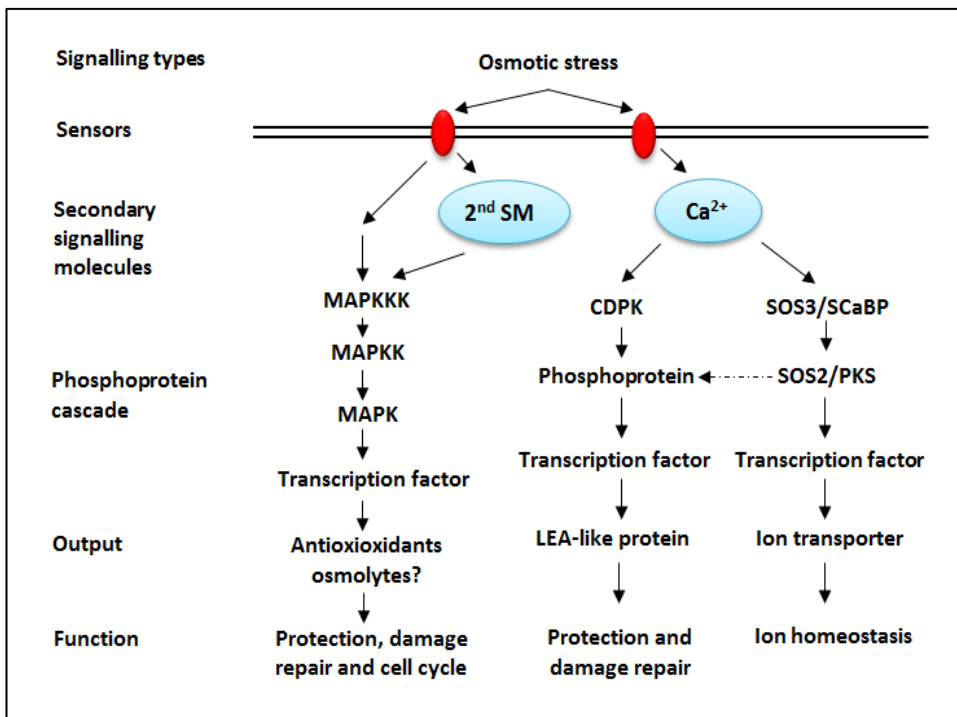 Signalling types
Osmotic stress
Sensors
Secondary
signalling
molecules
2nd SM
Ca2+
MAPKKK
CDPK
SOS3/SCaBP
MAPKK
Phosphoprotein
cascade
Phosphoprotein
SOS2/PKS
MAPK
Transcription factor
Transcription factor
Transcription factor
Output
Antioxioxidants
osmolytes?
LEA-like protein
Ion transporter
Function
Protection, damage
repair and cell cycle
Protection and
damage repair
Ion homeostasis